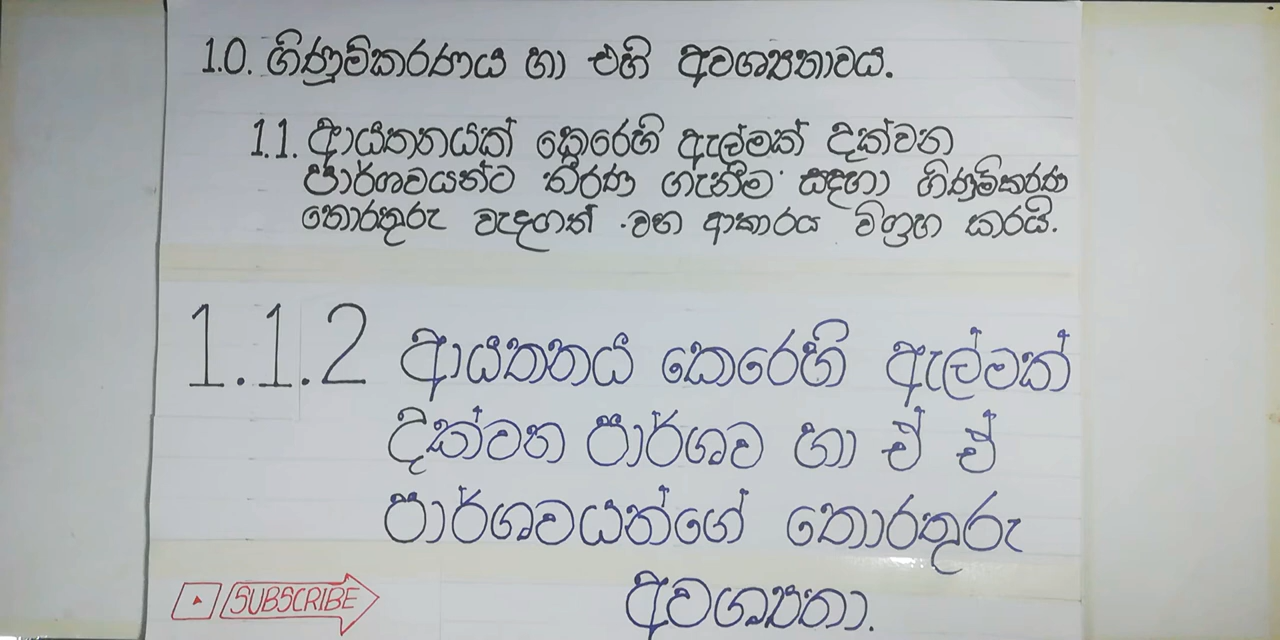 1.0. ගිණුම්කරණය හා එහි අවශ්‍යතාවය.
1.1. ආයතනයක් කෙරෙහි ඇල්මක් දක්වන
පාර්ශවයන්ට තීරණ ගැනීම සඳහා ගිණුම්කරණ
තොරතුරු වැදගත් වන ආකාරය විග්‍රහ කරයි.
1.1.2 ආයතනය කෙරෙහි ඇල්මක්
දක්වන පාර්ශව හා ඒ ඒ
පාර්ශවයන්ගේ තොරතුරු
අවශ්‍යතා.
SUBSCRIBE